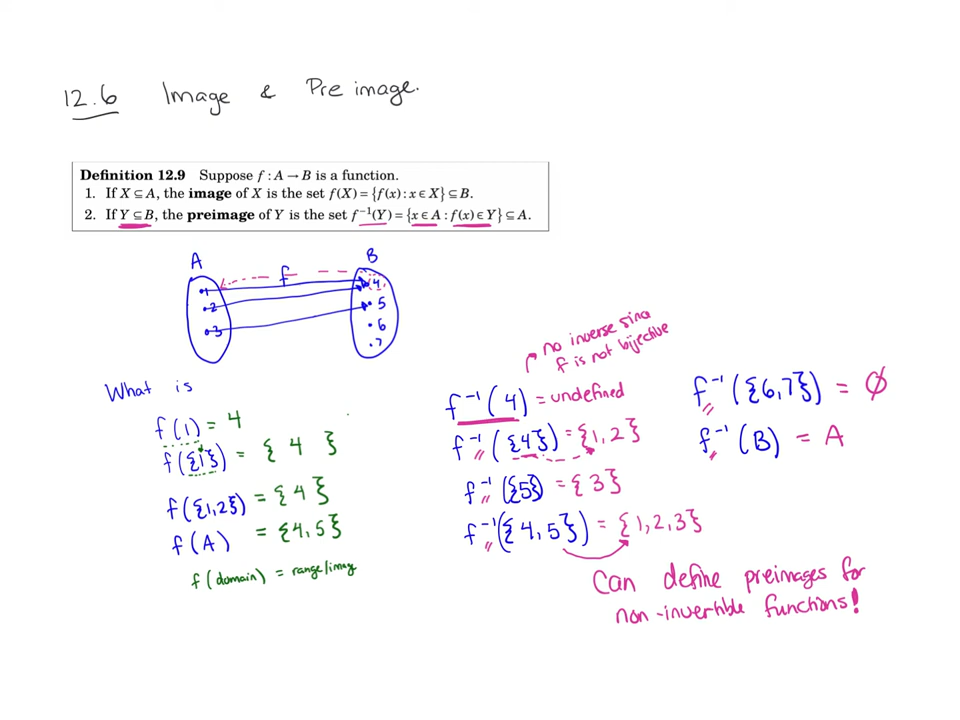 12.6 Image & Preimage.
Definition 12.9 Suppose f : A → B is a function.
1. If X ⊆ A, the image of X is the set f(X) = {f(x) : x ∈ X} ⊆ B.
2. If Y ⊆ B, the preimage of Y is the set f⁻¹(Y) = {x ∈ A : f(x) ∈ Y} ⊆ A.
A f B
1 4
2 5
3 6
7
What is
f(1) = 4
f({1}) = { 4 }
f({1,2}) = {4}
f(A) = {4,5}
f(domain) = range/imag
no inverse sinc
f is not bijective
f⁻¹(4) = undefined
f⁻¹({4}) = {1,2}
f⁻¹({5}) = {3}
f⁻¹({4,5}) = {1,2,3}
f⁻¹({6,7}) = ∅
f⁻¹(B) = A
Can define preimages for
non-invertible functions!